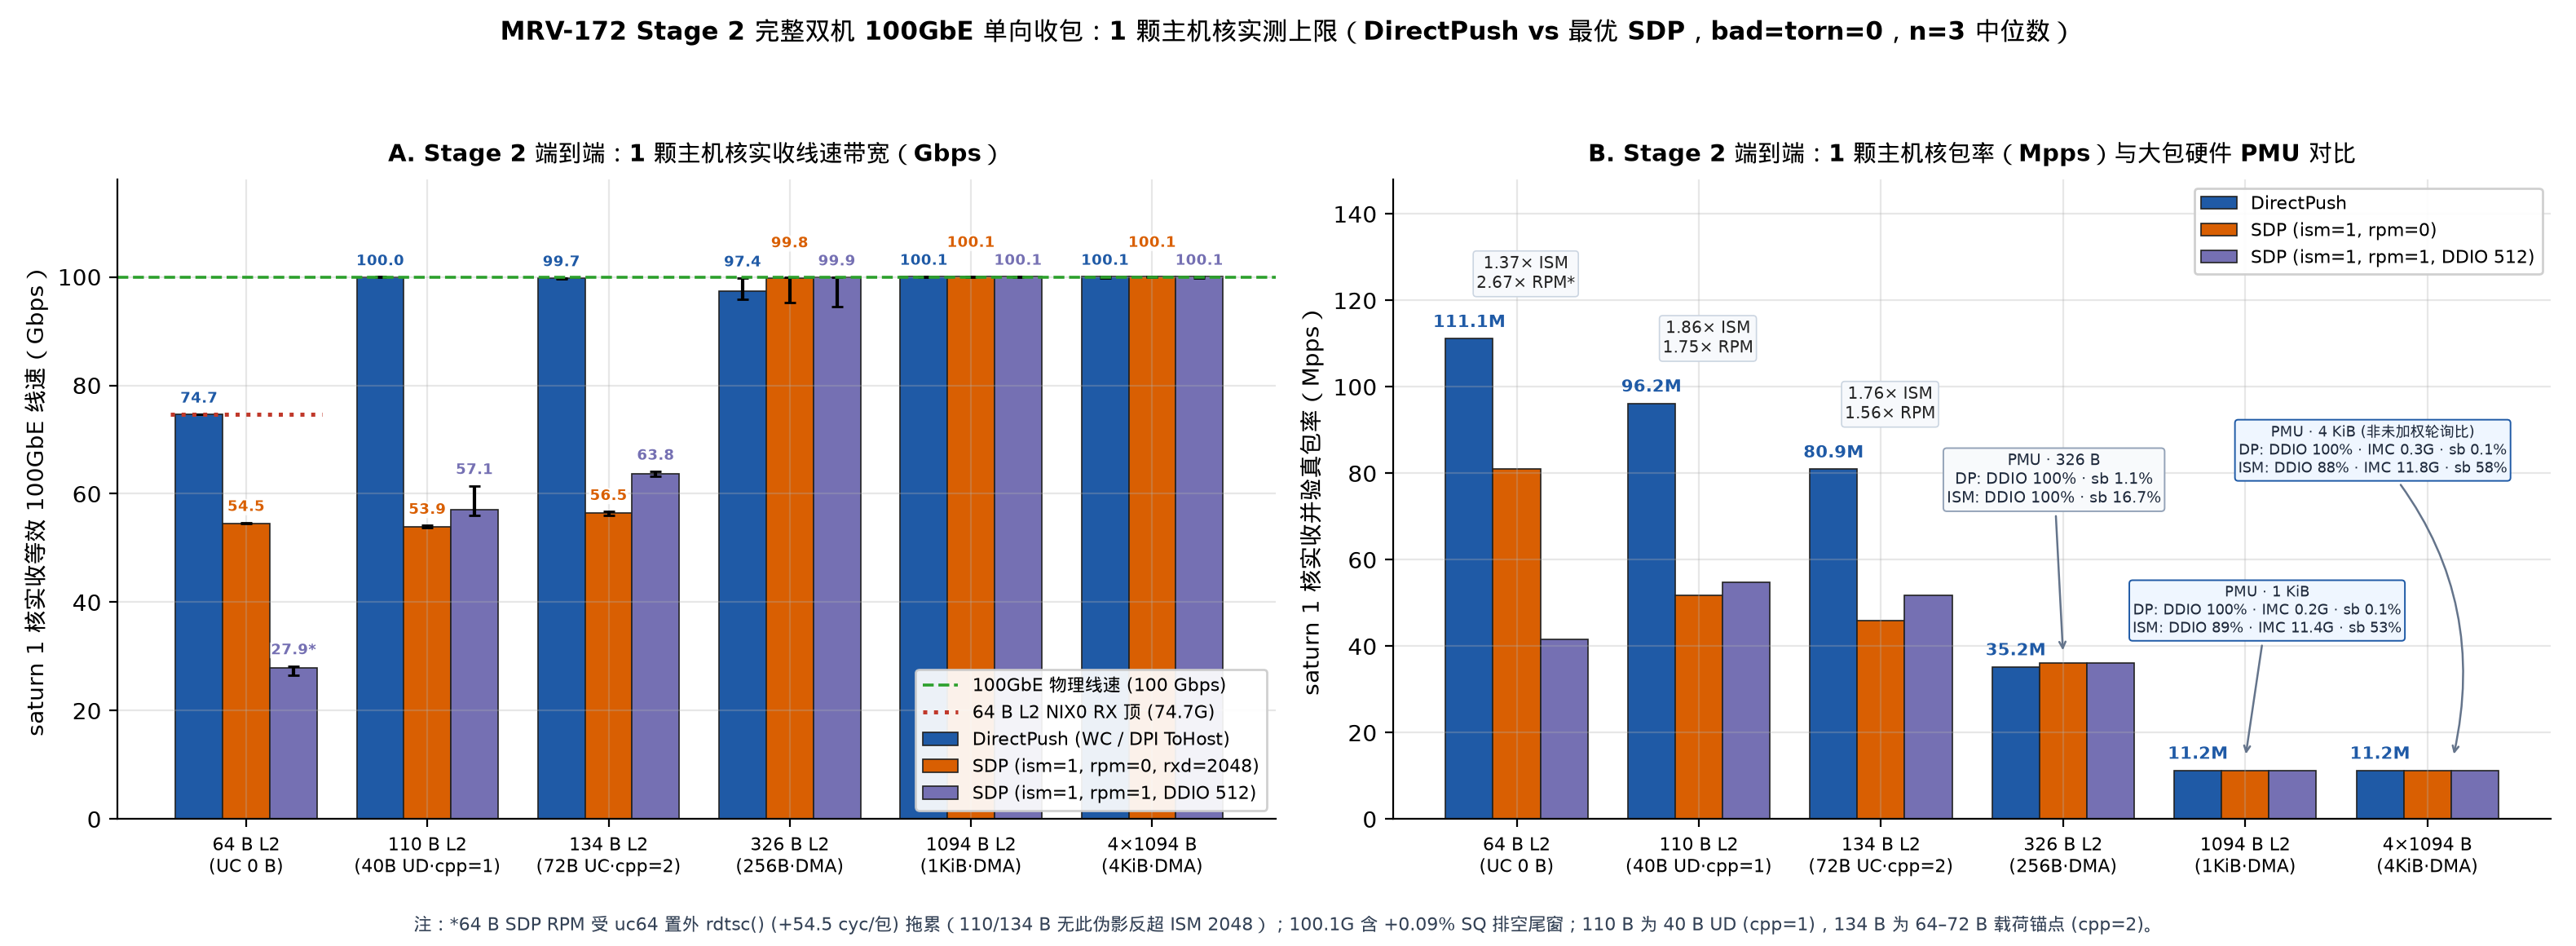 MRV-172 Stage 2 完整双机 100GbE 单向收包：1 颗主机核实测上限（DirectPush vs 最优 SDP，bad=torn=0，n=3 中位数）
A. Stage 2 端到端：1 颗主机核实收线速带宽（Gbps）
saturn 1 核实收等效 100GbE 线速（Gbps）
100
80
60
40
20
0
74.7
54.5
27.9*
100.0
53.9
57.1
99.7
56.5
63.8
97.4
99.8
99.9
100.1
100.1
100.1
100.1
100.1
100.1
100GbE 物理线速 (100 Gbps)
64 B L2 NIX0 RX 顶 (74.7G)
DirectPush (WC / DPI ToHost)
SDP (ism=1, rpm=0, rxd=2048)
SDP (ism=1, rpm=1, DDIO 512)
64 B L2
(UC 0 B)
110 B L2
(40B UD·cpp=1)
134 B L2
(72B UC·cpp=2)
326 B L2
(256B·DMA)
1094 B L2
(1KiB·DMA)
4×1094 B
(4KiB·DMA)
B. Stage 2 端到端：1 颗主机核包率（Mpps）与大包硬件 PMU 对比
saturn 1 核实收并验真包率（Mpps）
140
120
100
80
60
40
20
0
DirectPush
SDP (ism=1, rpm=0)
SDP (ism=1, rpm=1, DDIO 512)
1.37× ISM
2.67× RPM*
111.1M
1.86× ISM
1.75× RPM
96.2M
1.76× ISM
1.56× RPM
80.9M
PMU · 326 B
DP: DDIO 100% · sb 1.1%
ISM: DDIO 100% · sb 16.7%
35.2M
PMU · 4 KiB (非未加权轮询比)
DP: DDIO 100% · IMC 0.3G · sb 0.1%
ISM: DDIO 88% · IMC 11.8G · sb 58%
PMU · 1 KiB
DP: DDIO 100% · IMC 0.2G · sb 0.1%
ISM: DDIO 89% · IMC 11.4G · sb 53%
11.2M
11.2M
64 B L2
(UC 0 B)
110 B L2
(40B UD·cpp=1)
134 B L2
(72B UC·cpp=2)
326 B L2
(256B·DMA)
1094 B L2
(1KiB·DMA)
4×1094 B
(4KiB·DMA)
注：*64 B SDP RPM 受 uc64 置外 rdtsc() (+54.5 cyc/包) 拖累（110/134 B 无此伪影反超 ISM 2048）；100.1G 含 +0.09% SQ 排空尾窗；110 B 为 40 B UD (cpp=1)，134 B 为 64–72 B 载荷锚点 (cpp=2)。